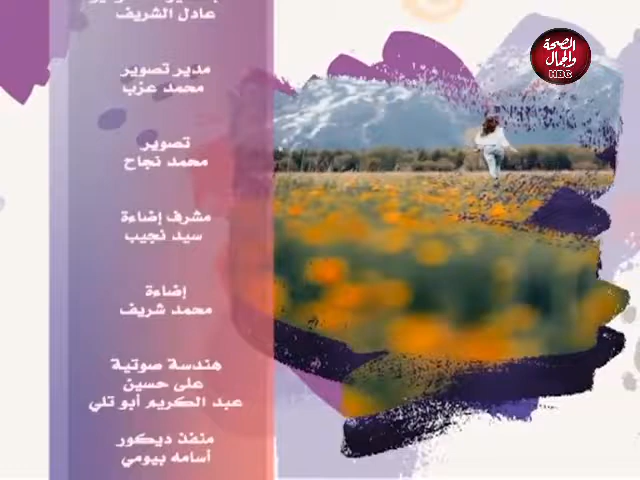 عادل الشريف
مدير تصوير
محمد عزب
تصوير
محمد نجاح
مشرف إضاءة
سيد نجيب
إضاءة
محمد شريف
هندسة صوتية
على حسين
عبد الكريم أبو تلي
منفذ ديكور
أسامه بيومي
الصحة
والجمال
HBC